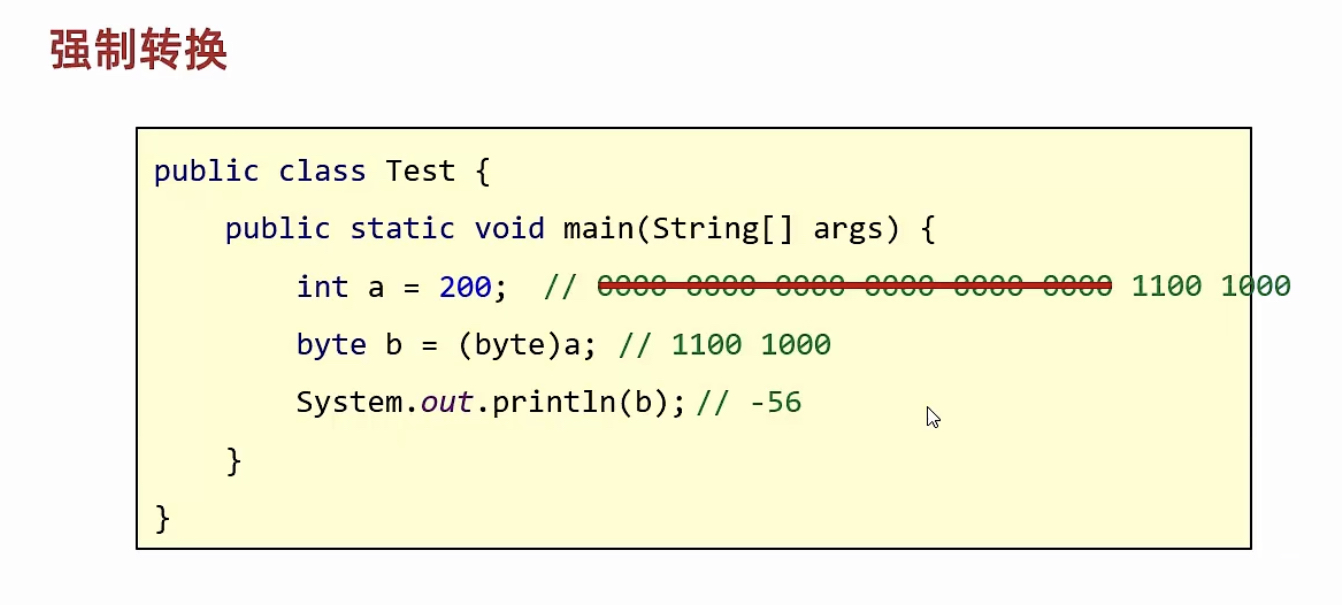 强制转换
public class Test {
public static void main(String[] args) {
int a = 200; // 0000 0000 0000 0000 0000 0000 1100 1000
byte b = (byte)a; // 1100 1000
System.out.println(b); // -56
}
}